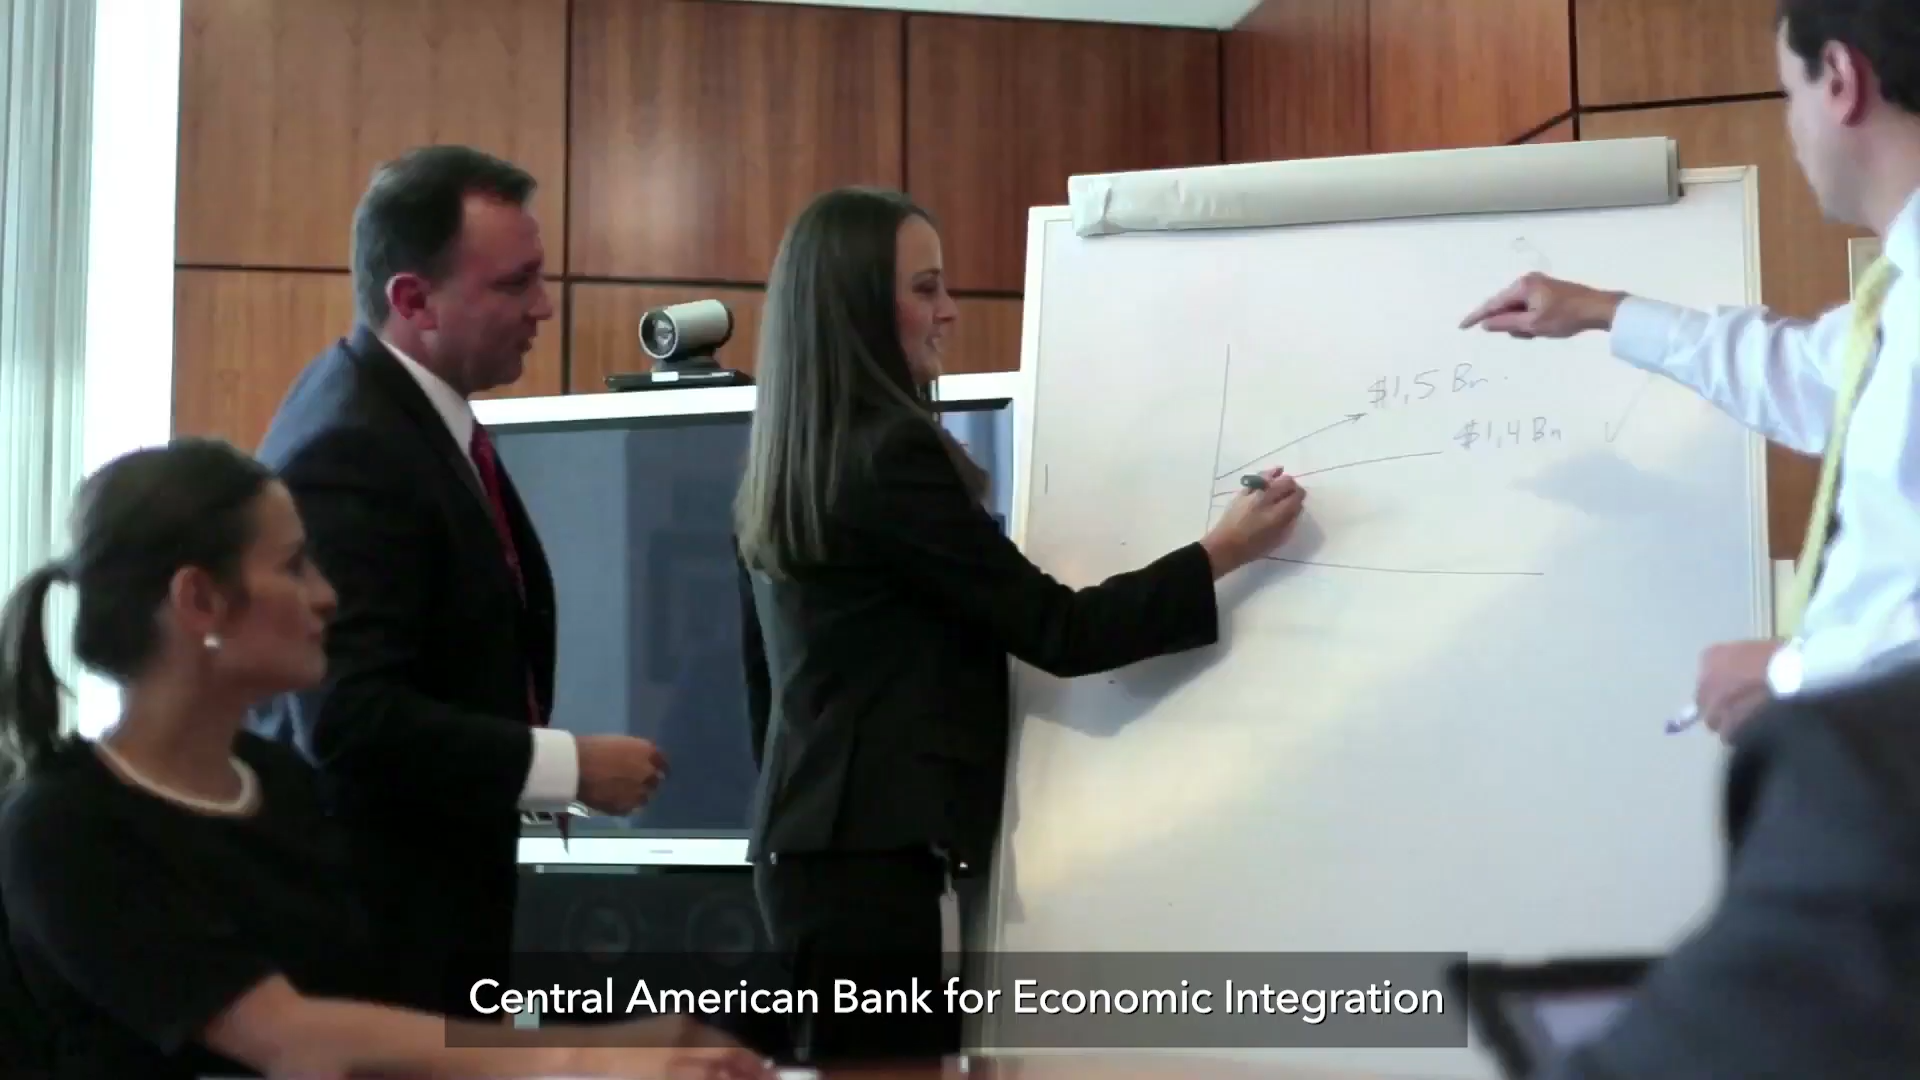 $1,5 Bn.
$1,4 Bn
Central American Bank for Economic Integration